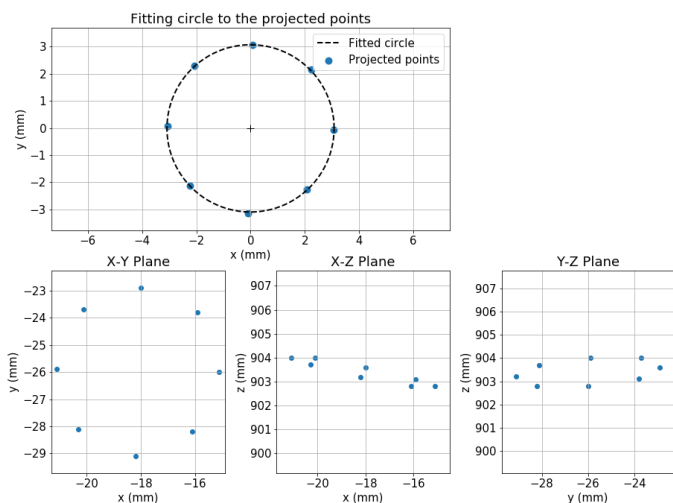 Fitting circle to the projected points
Fitted circle
Projected points
y (mm)
3
2
1
0
−1
−2
−3
−6 −4 −2 0 2 4 6
x (mm)
X-Y Plane
y (mm)
−23
−24
−25
−26
−27
−28
−29
−20 −18 −16
x (mm)
X-Z Plane
z (mm)
907
906
905
904
903
902
901
900
−20 −18 −16
x (mm)
Y-Z Plane
z (mm)
907
906
905
904
903
902
901
900
−28 −26 −24
y (mm)